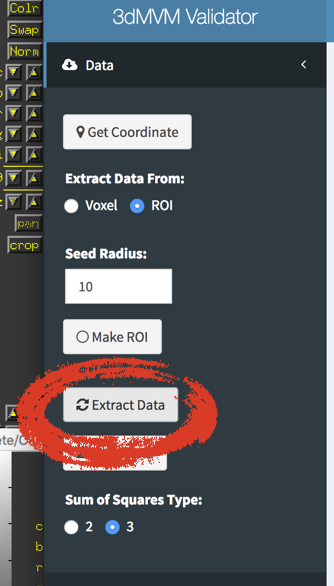 Colr
3dMVM Validator
Swap
Norm
Data
Get Coordinate
Extract Data From:
Voxel
ROI
pan
crop
Seed Radius:
10
Make ROI
Extract Data
ete/C
Sum of Squares Type:
2
3
c
b
r